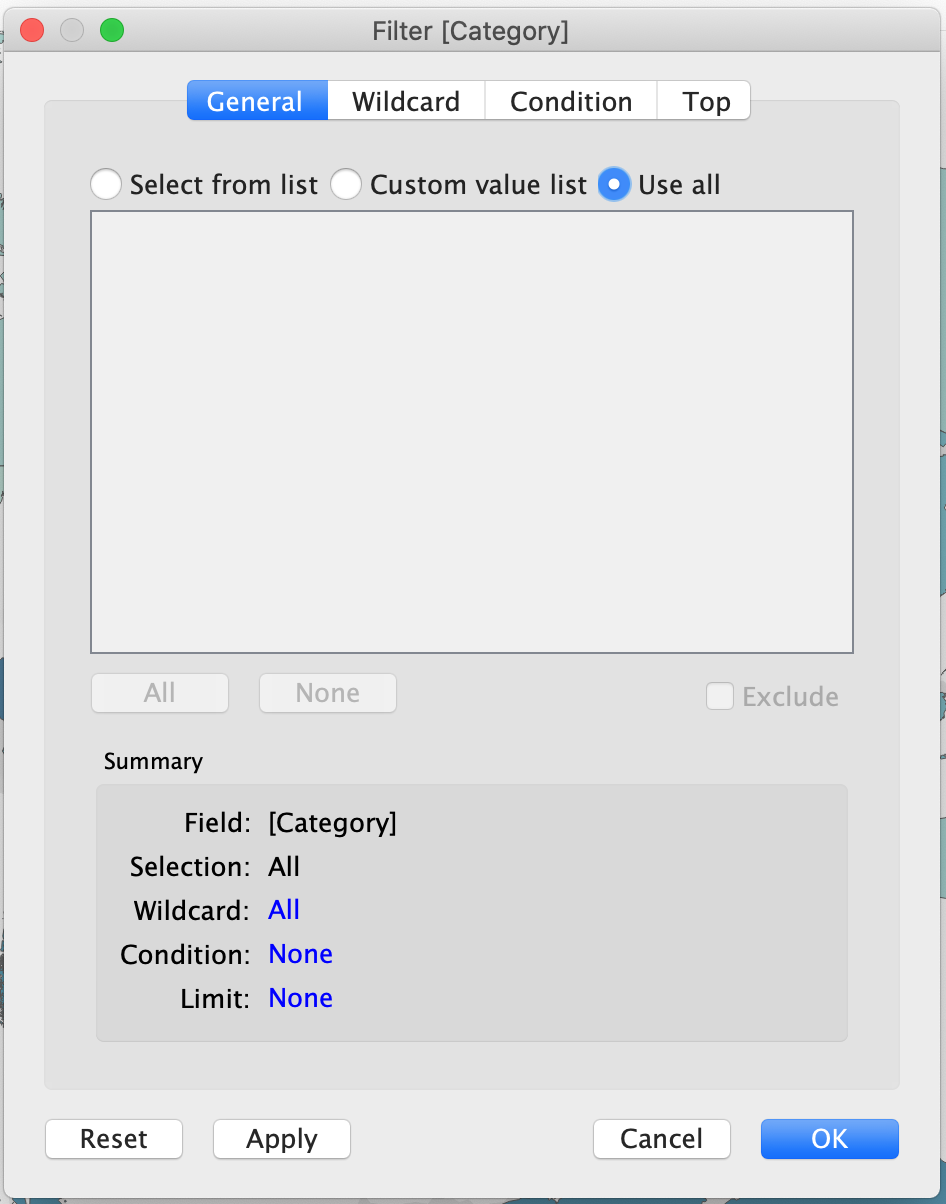 Filter [Category]
General Wildcard Condition Top
Select from list Custom value list Use all
All None Exclude
Summary
Field: [Category]
Selection: All
Wildcard: All
Condition: None
Limit: None
Reset Apply Cancel OK